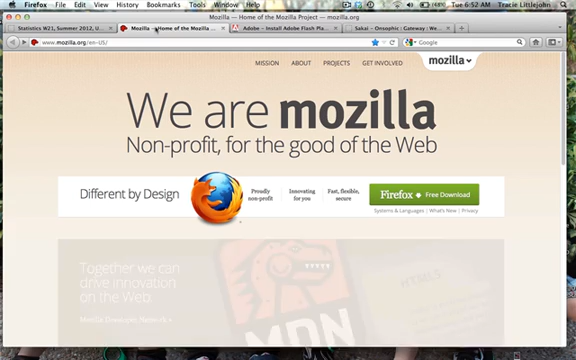 Firefox File Edit View History Bookmarks Tools Window Help
(48%) Tue 6:52 AM Tracie Littlejohn
Mozilla — Home of the Mozilla Project — mozilla.org
Statistics W21, Summer 2012, U...
Mozilla — Home of the Mozilla ...
Adobe - Install Adobe Flash Pla...
Sakai - Onsophic : Gateway : We...
www.mozilla.org/en-US/
Google
MISSION ABOUT PROJECTS GET INVOLVED
mozilla
We are mozilla
Non-profit, for the good of the Web
Different by Design
Proudly
non-profit
Innovating
for you
Fast, flexible,
secure
Firefox Free Download
Systems & Languages | What's New | Privacy
Together we can
drive innovation
on the Web.
Mozilla Developer Network »
MDN
HTML5